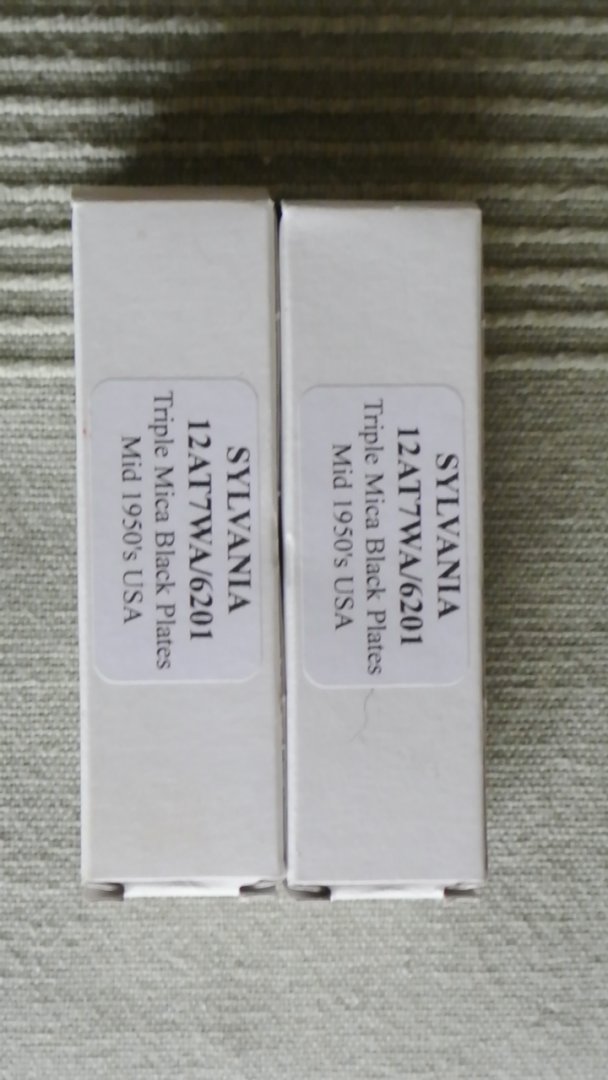 SYLVANIA
12AT7WA/6201
Triple Mica Black Plates
Mid 1950's USA
SYLVANIA
12AT7WA/6201
Triple Mica Black Plates
Mid 1950's USA